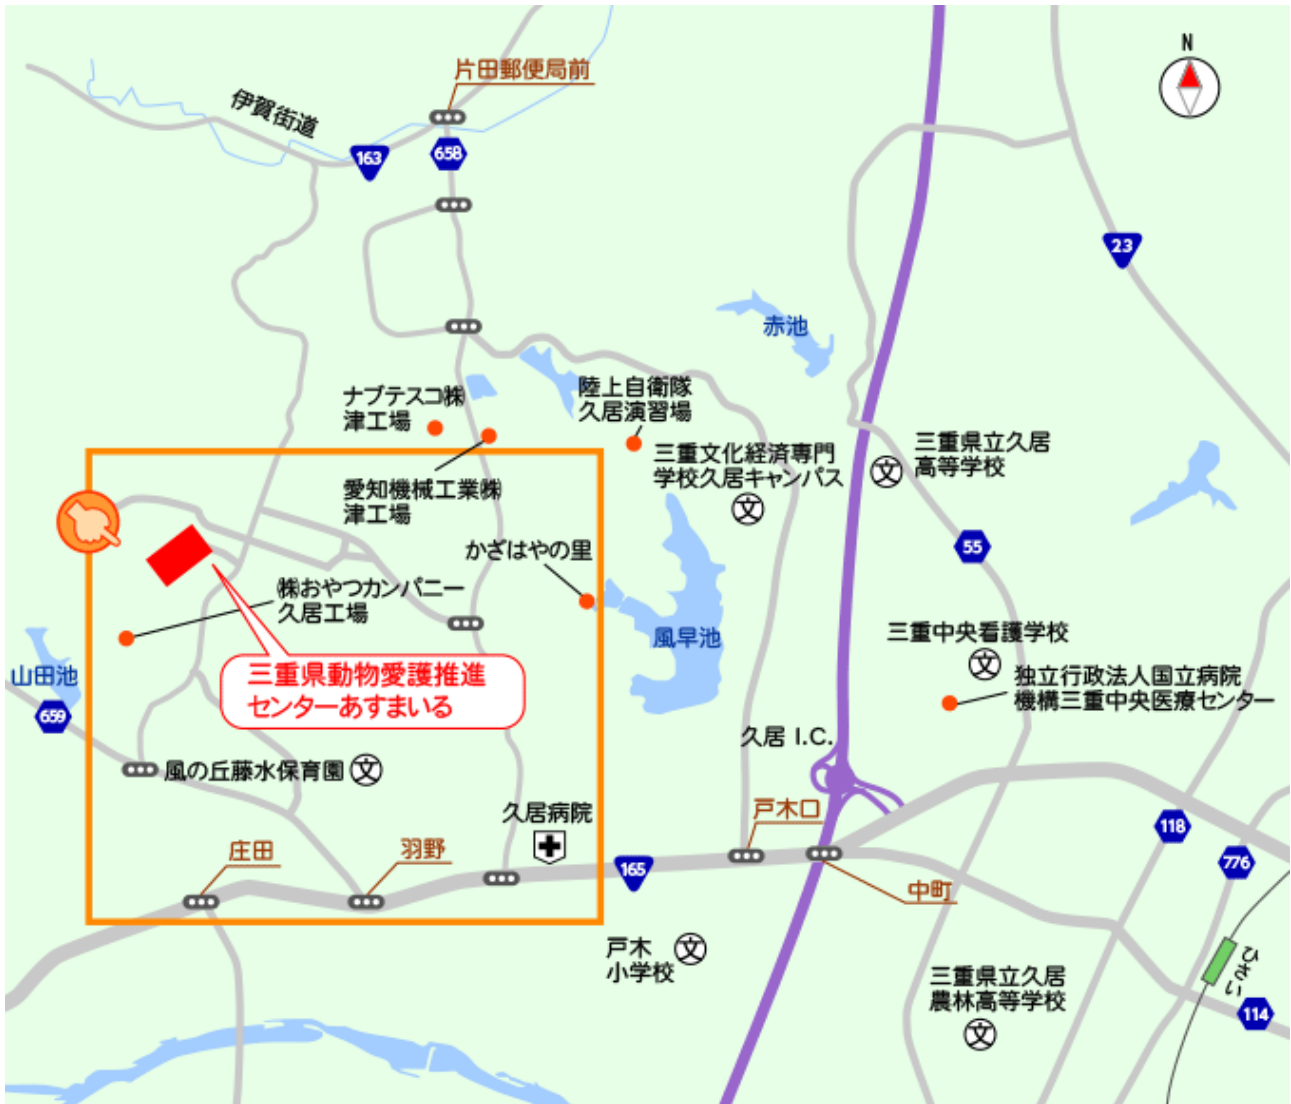 N
片田郵便局前
伊賀街道
163
658
23
赤池
ナブテスコ㈱
津工場
陸上自衛隊
久居演習場
三重文化経済専門
学校久居キャンパス
文
三重県立久居
高等学校
文
愛知機械工業㈱
津工場
かざはやの里
55
㈱おやつカンパニー
久居工場
風早池
三重中央看護学校
文
山田池
659
三重県動物愛護推進
センターあすまいる
独立行政法人国立病院
機構三重中央医療センター
久居 I.C.
風の丘藤水保育園
文
久居病院
戸木口
118
庄田
羽野
165
776
中町
戸木
小学校
文
三重県立久居
農林高等学校
文
ひさい
114